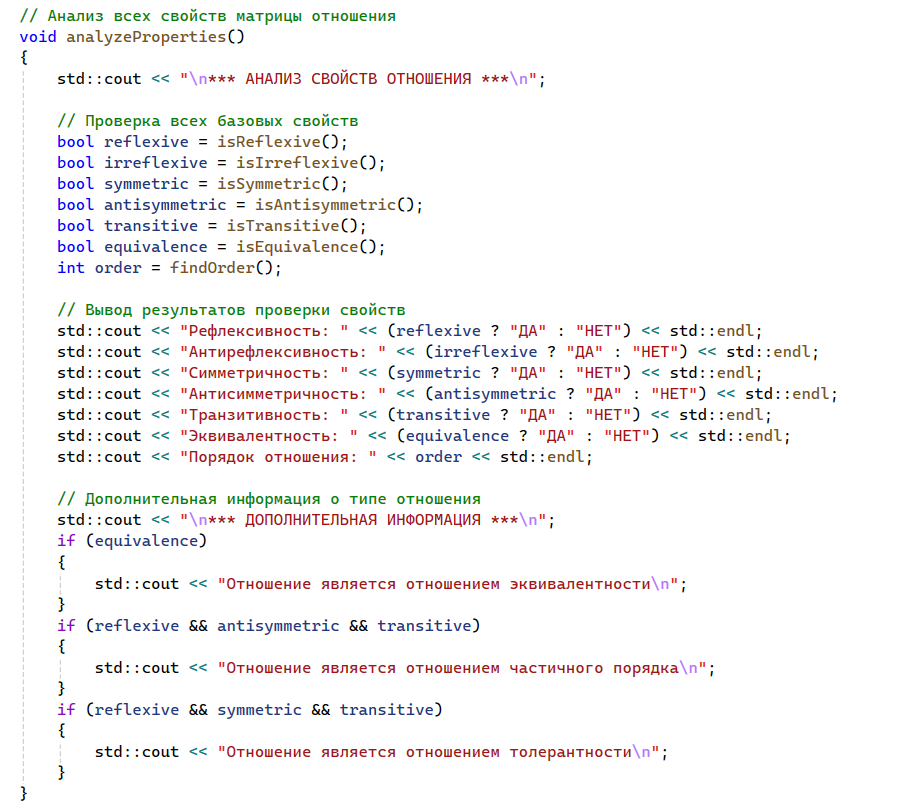 // Анализ всех свойств матрицы отношения
void analyzeProperties()
{
    std::cout << "\n*** АНАЛИЗ СВОЙСТВ ОТНОШЕНИЯ ***\n";

    // Проверка всех базовых свойств
    bool reflexive = isReflexive();
    bool irreflexive = isIrreflexive();
    bool symmetric = isSymmetric();
    bool antisymmetric = isAntisymmetric();
    bool transitive = isTransitive();
    bool equivalence = isEquivalence();
    int order = findOrder();

    // Вывод результатов проверки свойств
    std::cout << "Рефлексивность: " << (reflexive ? "ДА" : "НЕТ") << std::endl;
    std::cout << "Антирефлексивность: " << (irreflexive ? "ДА" : "НЕТ") << std::endl;
    std::cout << "Симметричность: " << (symmetric ? "ДА" : "НЕТ") << std::endl;
    std::cout << "Антисимметричность: " << (antisymmetric ? "ДА" : "НЕТ") << std::endl;
    std::cout << "Транзитивность: " << (transitive ? "ДА" : "НЕТ") << std::endl;
    std::cout << "Эквивалентность: " << (equivalence ? "ДА" : "НЕТ") << std::endl;
    std::cout << "Порядок отношения: " << order << std::endl;

    // Дополнительная информация о типе отношения
    std::cout << "\n*** ДОПОЛНИТЕЛЬНАЯ ИНФОРМАЦИЯ ***\n";
    if (equivalence)
    {
        std::cout << "Отношение является отношением эквивалентности\n";
    }
    if (reflexive && antisymmetric && transitive)
    {
        std::cout << "Отношение является отношением частичного порядка\n";
    }
    if (reflexive && symmetric && transitive)
    {
        std::cout << "Отношение является отношением толерантности\n";
    }
}